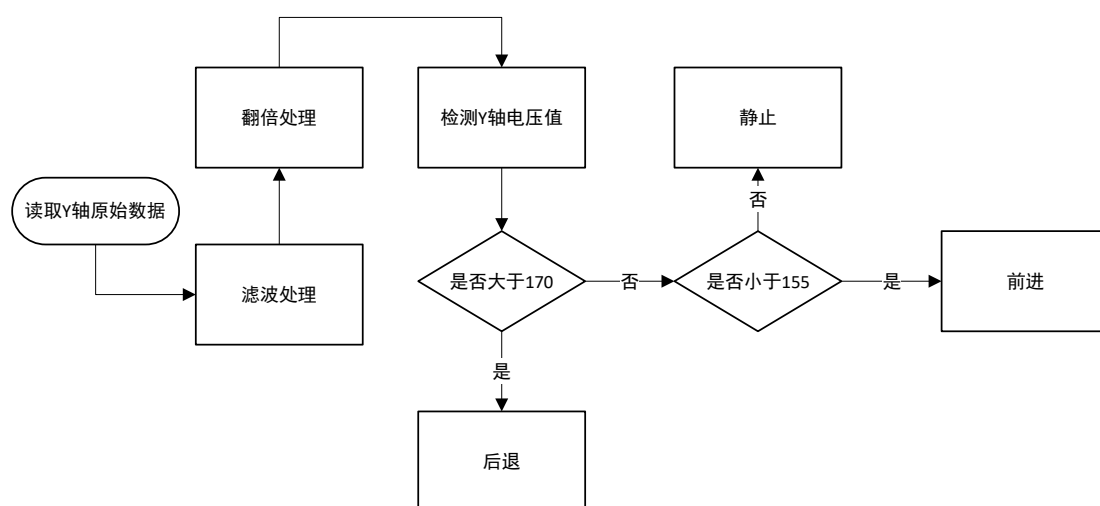 读取Y轴原始数据
滤波处理
翻倍处理
检测Y轴电压值
是否大于170
是
后退
否
是否小于155
否
静止
是
前进